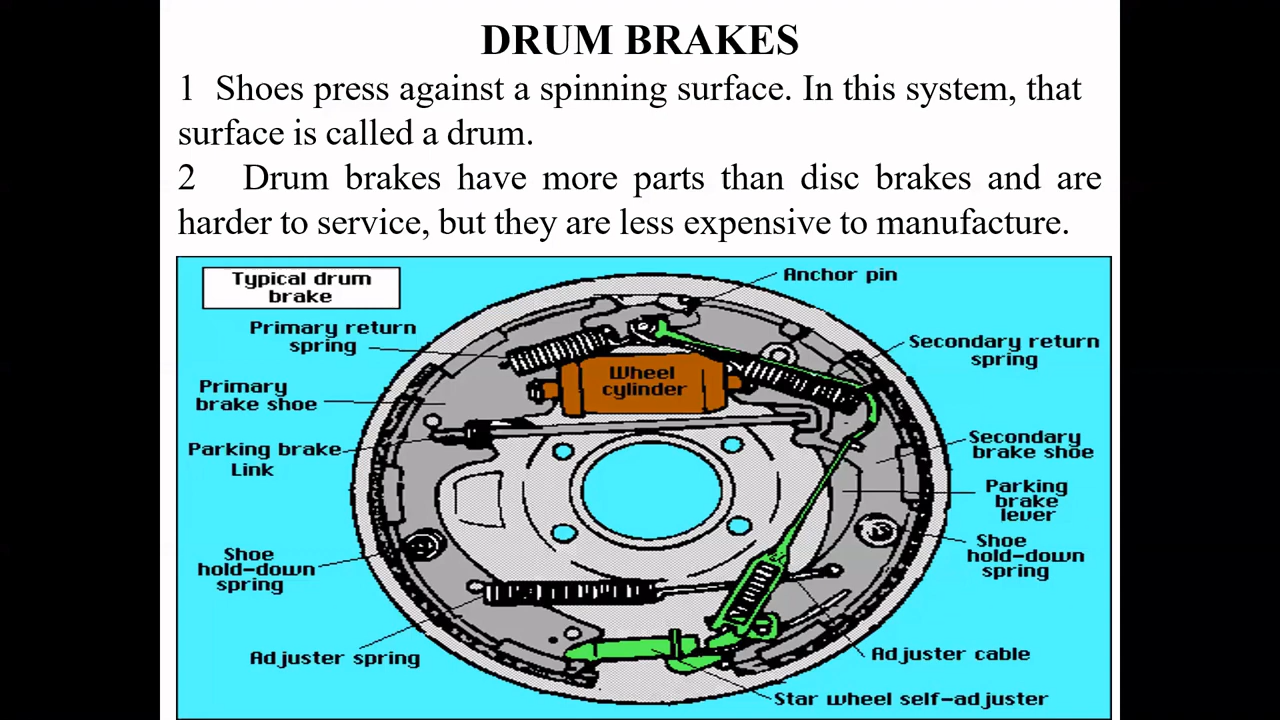 DRUM BRAKES
1 Shoes press against a spinning surface. In this system, that
surface is called a drum.
2 Drum brakes have more parts than disc brakes and are
harder to service, but they are less expensive to manufacture.
Typical drum
brake
Anchor pin
Primary return
spring
Secondary return
spring
Wheel
cylinder
Primary
brake shoe
Parking brake
Link
Secondary
brake shoe
Parking
brake
lever
Shoe
hold-down
spring
Shoe
hold-down
spring
Adjuster spring
Adjuster cable
Star wheel self-adjuster